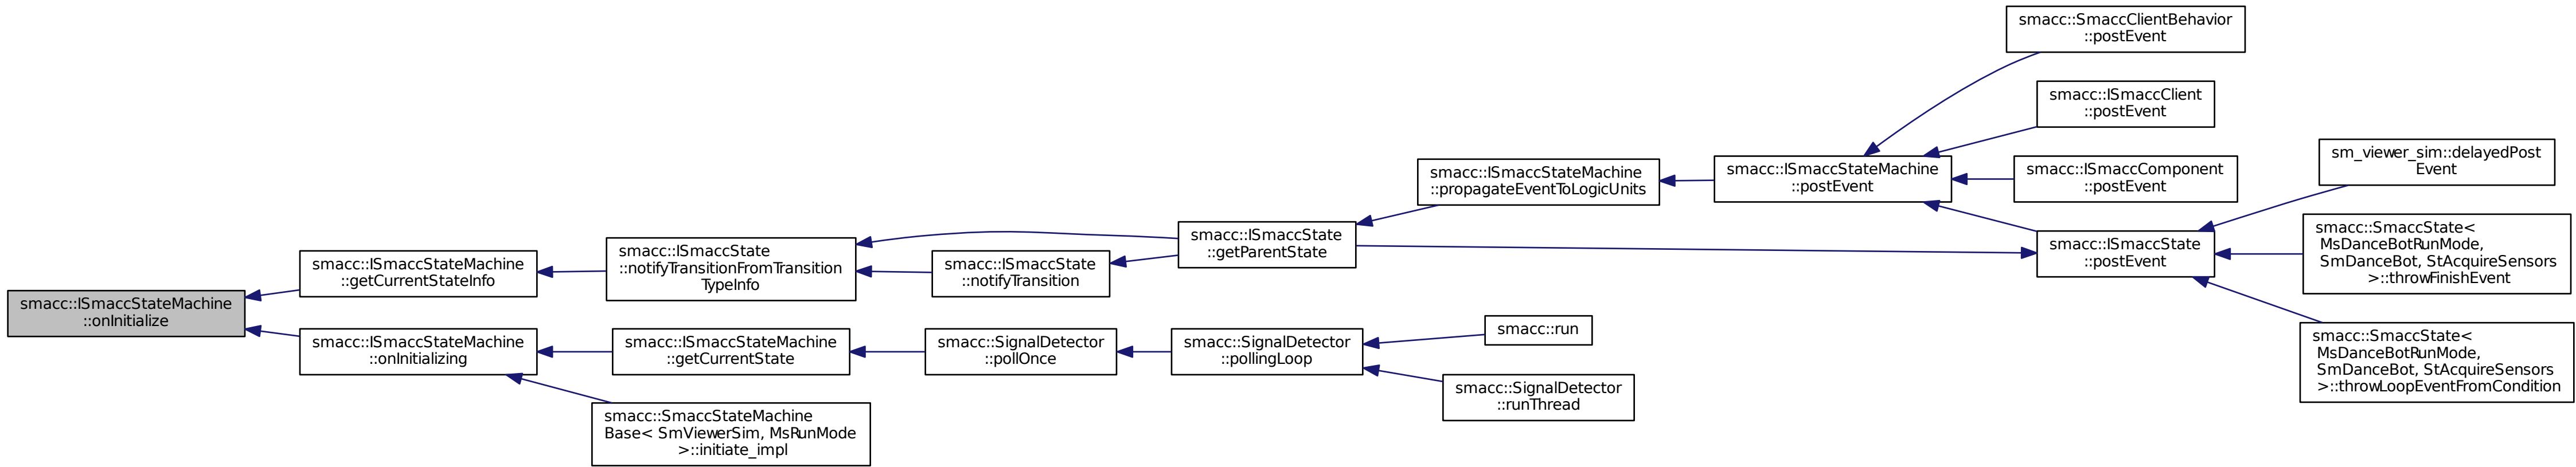 smacc::ISmaccStateMachine
::onInitialize
smacc::ISmaccStateMachine
::getCurrentStateInfo
smacc::ISmaccStateMachine
::onInitializing
smacc::ISmaccState
::notifyTransitionFromTransition
TypeInfo
smacc::ISmaccState
::notifyTransition
smacc::ISmaccState
::getParentState
smacc::ISmaccStateMachine
::propagateEventToLogicUnits
smacc::ISmaccStateMachine
::postEvent
smacc::SmaccClientBehavior
::postEvent
smacc::ISmaccClient
::postEvent
smacc::ISmaccComponent
::postEvent
smacc::ISmaccState
::postEvent
sm_viewer_sim::delayedPost
Event
smacc::SmaccState<
MsDanceBotRunMode,
SmDanceBot, StAcquireSensors
>::throwFinishEvent
smacc::SmaccState<
MsDanceBotRunMode,
SmDanceBot, StAcquireSensors
>::throwLoopEventFromCondition
smacc::ISmaccStateMachine
::getCurrentState
smacc::SignalDetector
::pollOnce
smacc::SignalDetector
::pollingLoop
smacc::run
smacc::SignalDetector
::runThread
smacc::SmaccStateMachine
Base< SmViewerSim, MsRunMode
>::initiate_impl